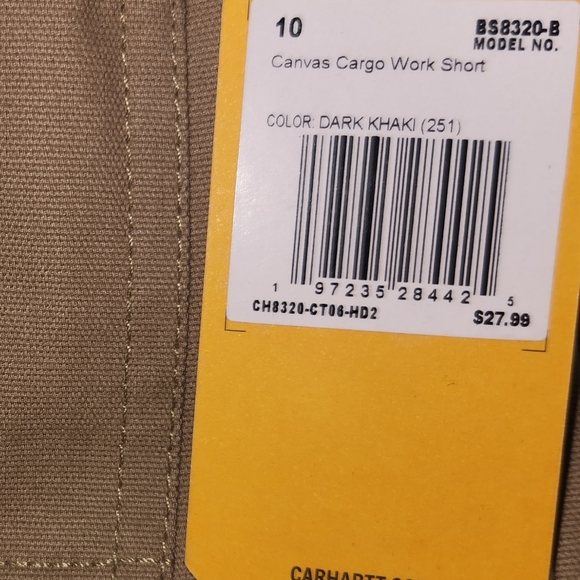 10
BS8320-B
MODEL NO.
Canvas Cargo Work Short
COLOR: DARK KHAKI (251)
1 97235 28442 5
CH8320-CT06-HD2
$27.99
CARHARTT